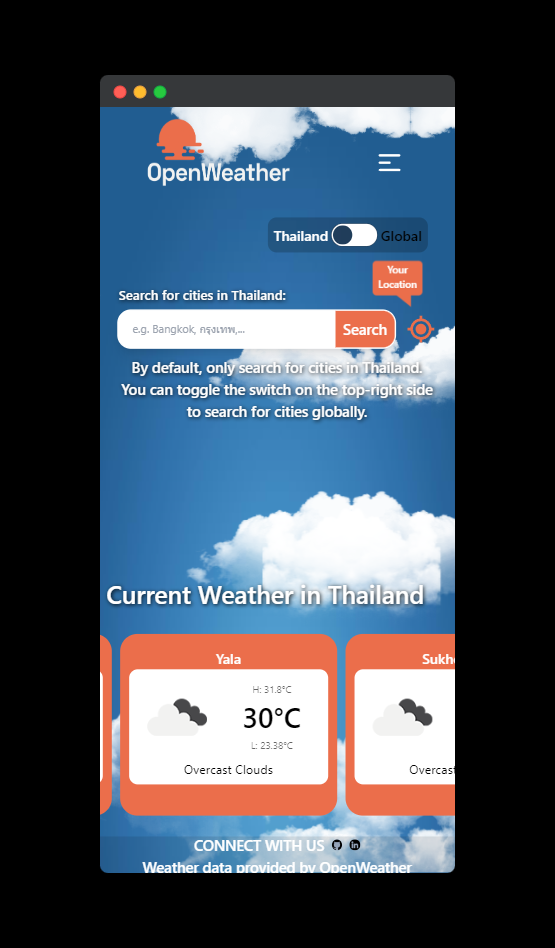 OpenWeather
Thailand Global
Your
Location
Search for cities in Thailand:
e.g. Bangkok, กรุงเทพ,... Search
By default, only search for cities in Thailand.
You can toggle the switch on the top-right side
to search for cities globally.
Current Weather in Thailand
Yala
H: 31.8°C
30°C
L: 23.38°C
Overcast Clouds
Sukho
Overcast
CONNECT WITH US
Weather data provided by OpenWeather